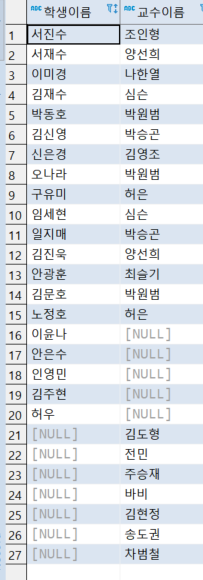 ABC 학생이름 ABC 교수이름
1 서진수 조인형
2 서재수 양선희
3 이미경 나한열
4 김재수 심슨
5 박동호 박원범
6 김신영 박승곤
7 신은경 김영조
8 오나라 박원범
9 구유미 허은
10 임세현 심슨
11 일지매 박승곤
12 김진욱 양선희
13 안광훈 최슬기
14 김문호 박원범
15 노정호 허은
16 이윤나 [NULL]
17 안은수 [NULL]
18 인영민 [NULL]
19 김주현 [NULL]
20 허우 [NULL]
21 [NULL] 김도형
22 [NULL] 전민
23 [NULL] 주승재
24 [NULL] 바비
25 [NULL] 김현정
26 [NULL] 송도권
27 [NULL] 차범철